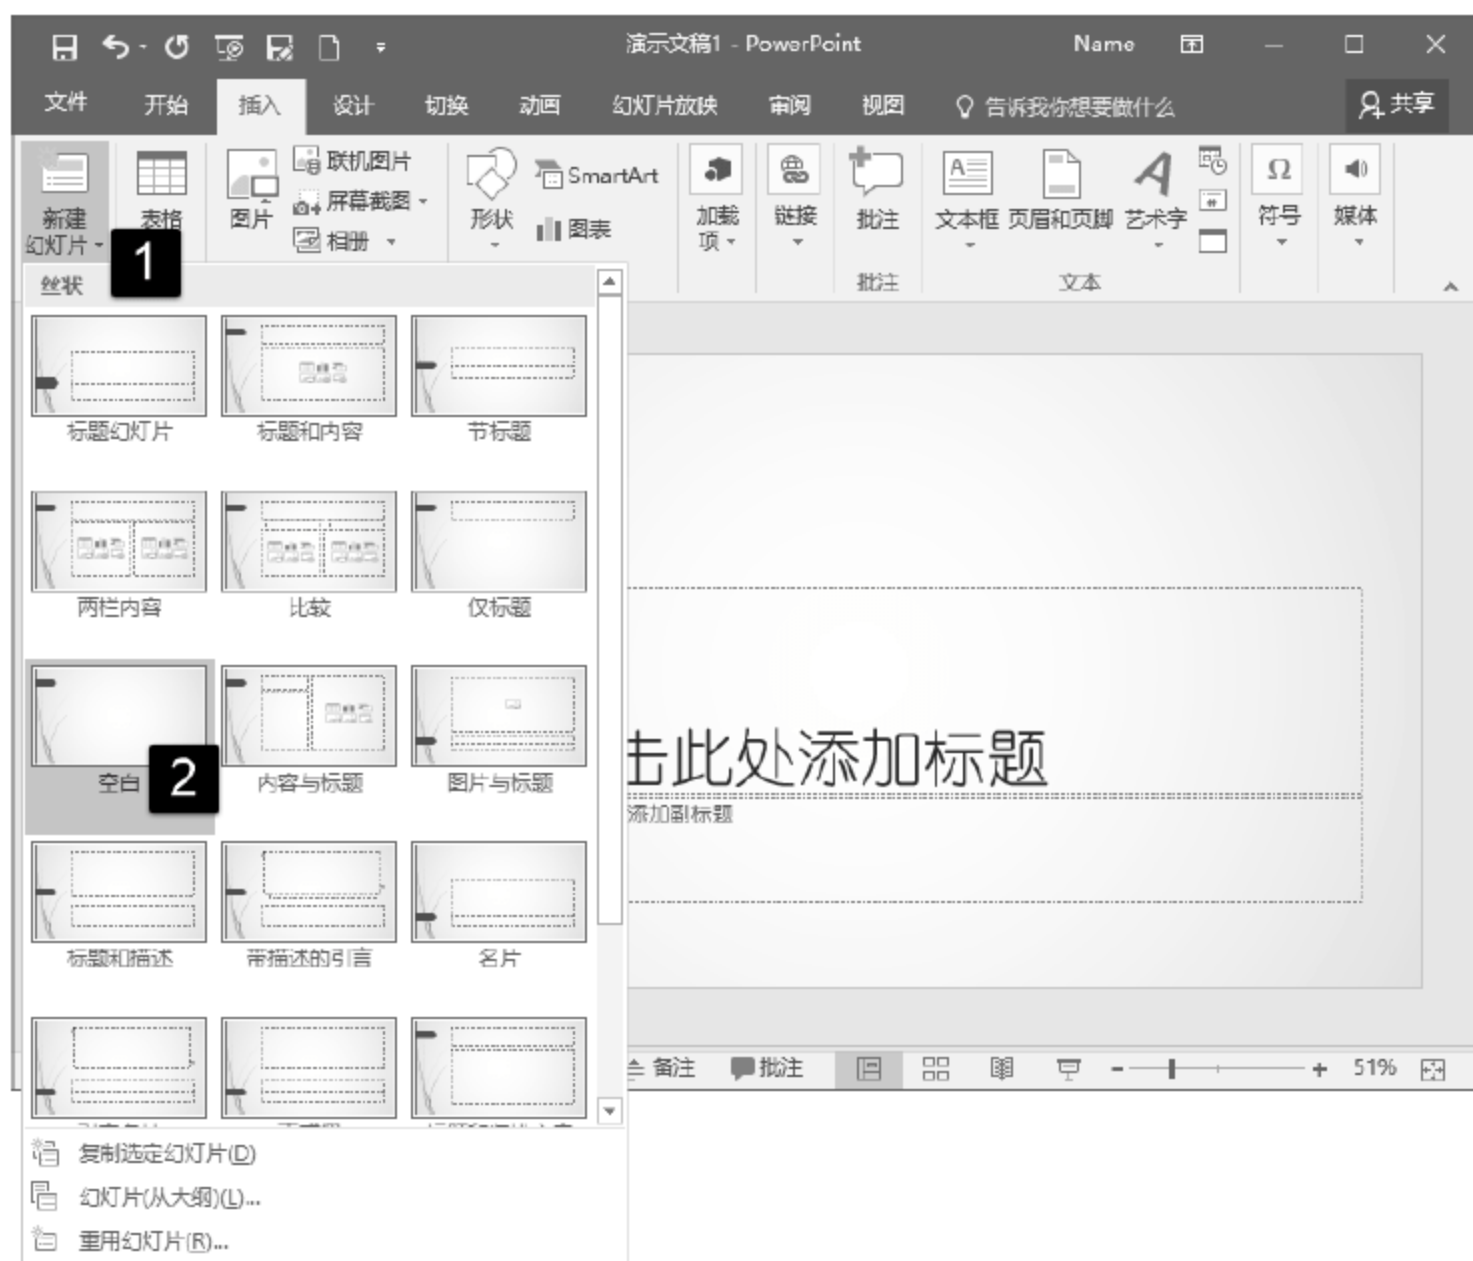 演示文稿1 - PowerPoint
Name
文件 开始 插入 设计 切换 动画 幻灯片放映 审阅 视图 告诉我你想要做什么 共享
新建
幻灯片
表格
图片
联机图片
屏幕截图
相册
形状
SmartArt
图表
加载
项
链接
批注
文本框
页眉和页脚
艺术字
符号
媒体
批注
文本
1
丝状
标题幻灯片 标题和内容 节标题
两栏内容 比较 仅标题
空白 内容与标题 图片与标题
2
标题和描述 带描述的引言 名片
复制选定幻灯片(D)
幻灯片(从大纲)(L)...
重用幻灯片(R)...
击此处添加标题
添加副标题
备注 批注 51%